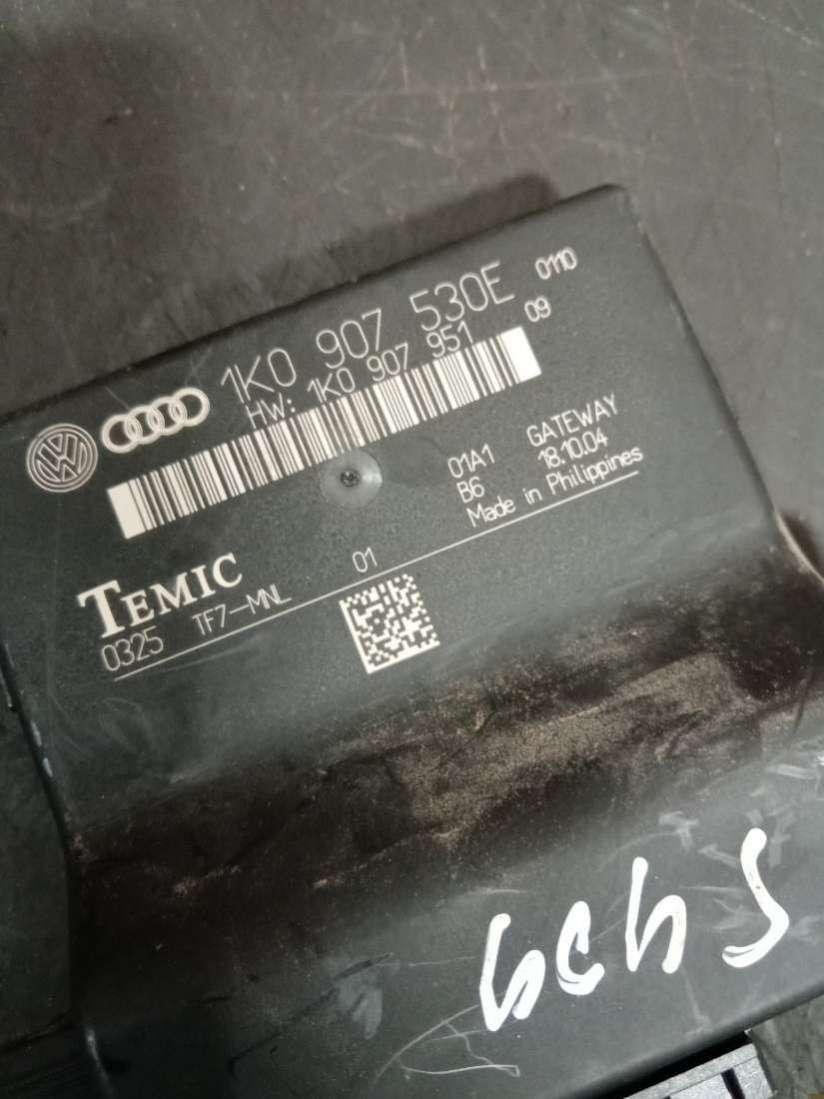 1K0 907 530E 0110
HW: 1K0 907 951 09
01A1 GATEWAY
B6 18.10.04
Made in Philippines
TEMIC 01
0325 TF7-MNL